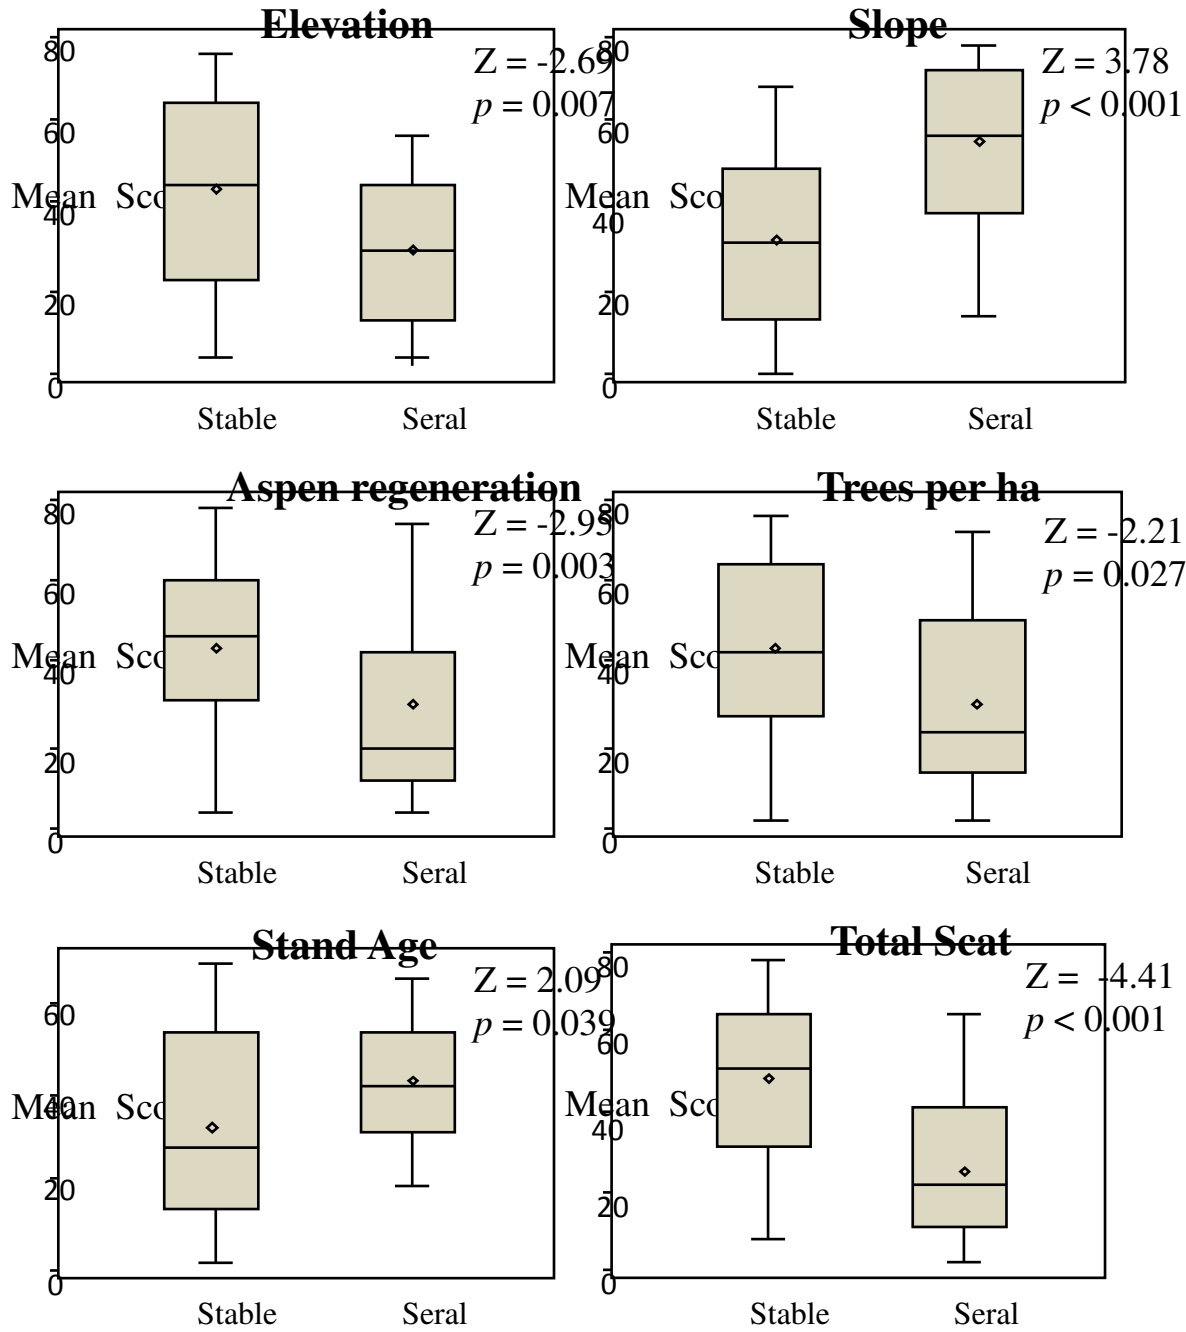 Elevation
80
Z = -2.69
p = 0.007
60
Mean Sco
40
20
0
Stable Seral
Slope
80
Z = 3.78
p < 0.001
60
Mean Sco
40
20
0
Stable Seral
Aspen regeneration
80
p = 0.003
60
Mean Sco
40
20
0
Stable Seral
Trees per ha
80
Z = -2.21
p = 0.027
60
Mean Sco
40
20
0
Stable Seral
Stand Age
Z = 2.09
60
p = 0.039
Mean Sco
40
20
0
Stable Seral
Total Scat
80
Z = -4.41
p < 0.001
60
Mean Sco
40
20
0
Stable Seral